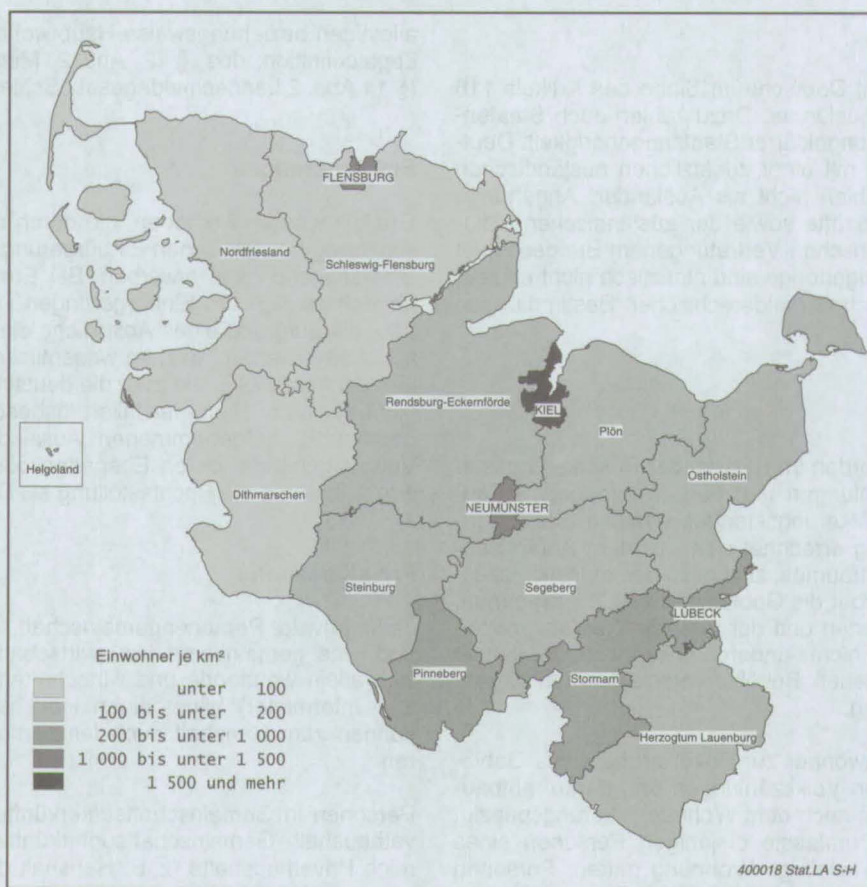 FLENSBURG
Nordfriesland
Schleswig-Flensburg
Rendsburg-Eckernförde
KIEL
Plön
Helgoland
Ostholstein
Dithmarschen
NEUMÜNSTER
Steinburg
Segeberg
LÜBECK
Pinneberg
Stormarn
Herzogtum Lauenburg
Einwohner je km²
unter 100
100 bis unter 200
200 bis unter 1 000
1 000 bis unter 1 500
1 500 und mehr
400018 Stat.LA S-H